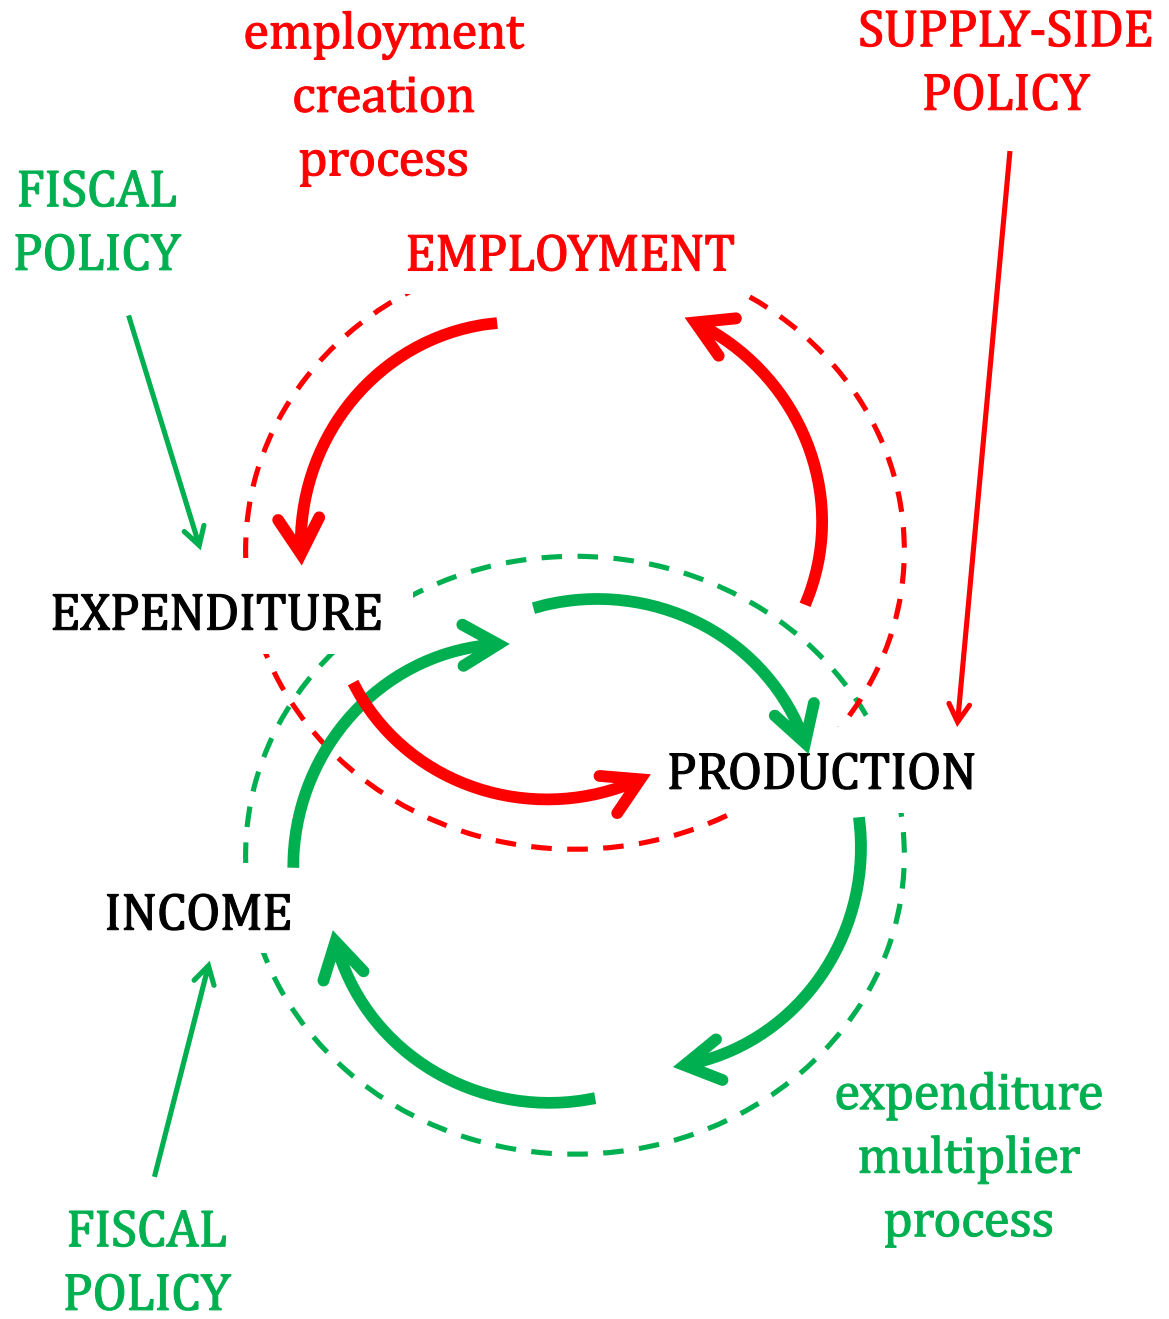 employment
creation
process
SUPPLY-SIDE
POLICY
FISCAL
POLICY
EMPLOYMENT
EXPENDITURE
PRODUCTION
INCOME
expenditure
multiplier
process
FISCAL
POLICY